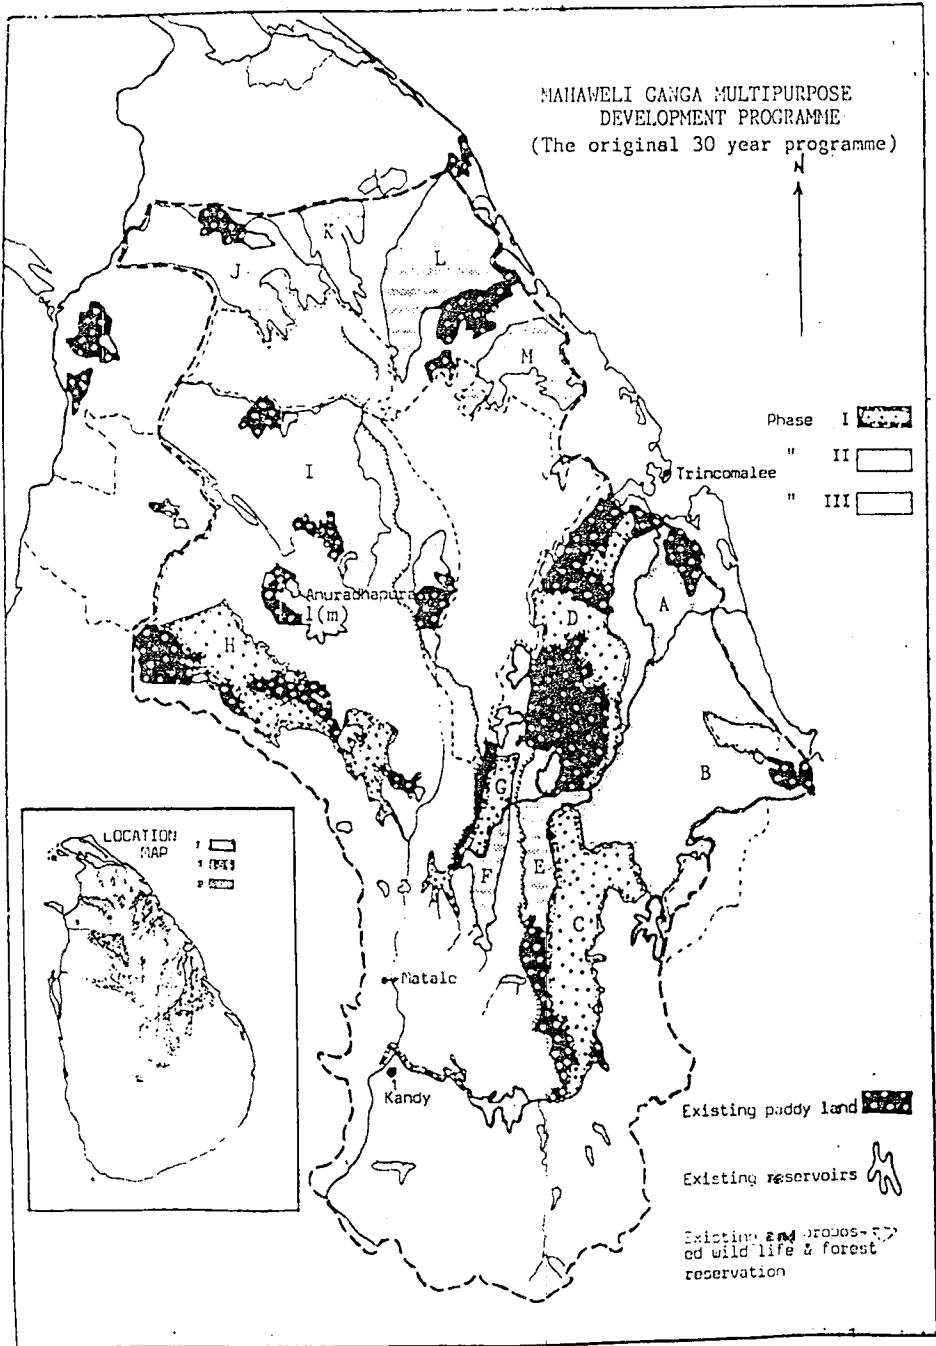 MAHAWELI GANGA MULTIPURPOSE
DEVELOPMENT PROGRAMME
(The original 30 year programme)
N
K
J
L
M
Phase I
" II
" III
Trincomalee
I
Anuradhapura
I(m)
A
D
H
B
G
F
E
C
LOCATION
MAP
Matale
Kandy
Existing paddy land
Existing reservoirs
Existing and propos-
ed wild life & forest
reservation